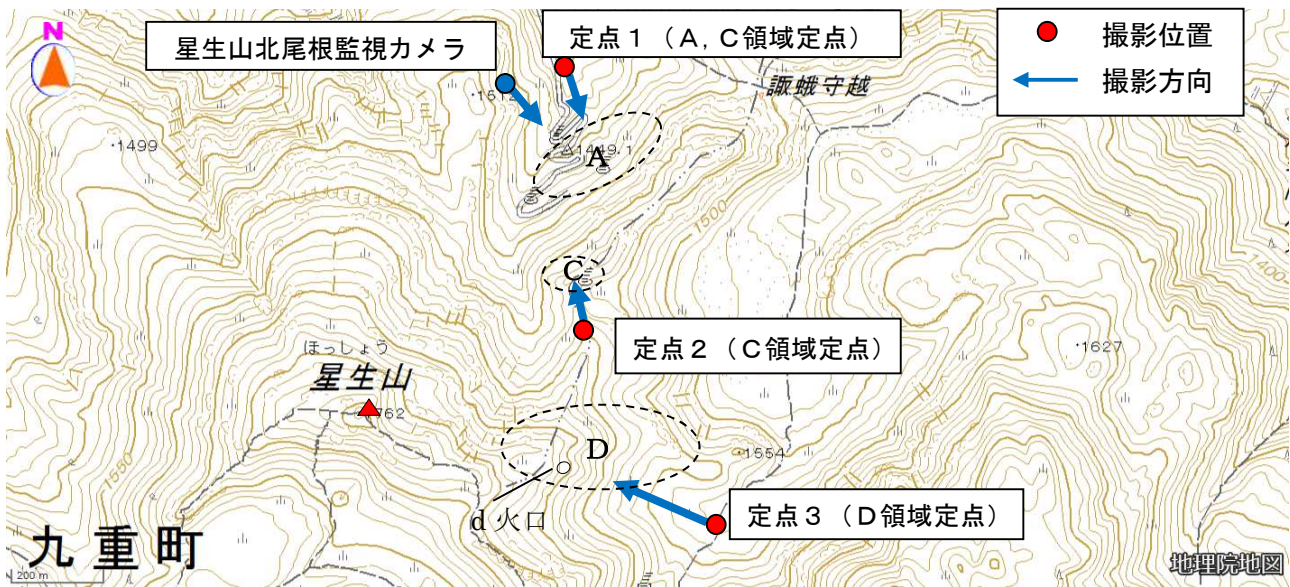 N
星生山北尾根監視カメラ
定点1(A,C領域定点)
撮影位置
撮影方向
諏蛾守越
・1512
・1499
△1449.1
A
1500
1400
C
定点2(C領域定点)
・1627
ほっしょう
星生山
1762
1550
D
・1554
d火口
定点3(D領域定点)
九重町
200 m
地理院地図